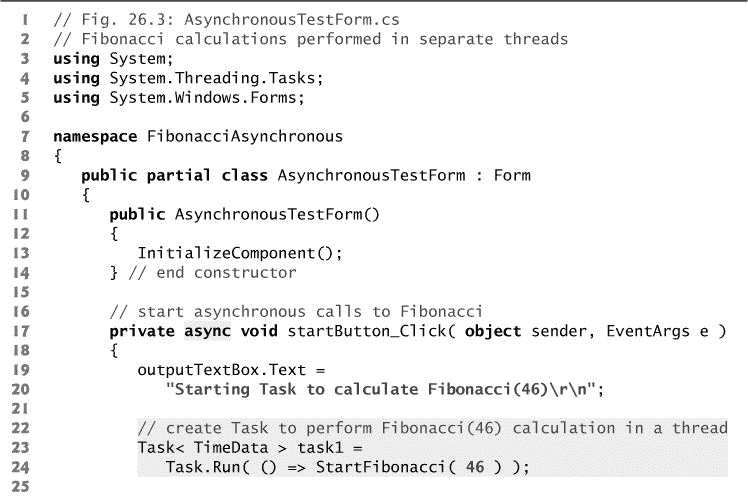 1 // Fig. 26.3: AsynchronousTestForm.cs
2 // Fibonacci calculations performed in separate threads
3 using System;
4 using System.Threading.Tasks;
5 using System.Windows.Forms;
6
7 namespace FibonacciAsynchronous
8 {
9 public partial class AsynchronousTestForm : Form
10 {
11 public AsynchronousTestForm()
12 {
13 InitializeComponent();
14 } // end constructor
15
16 // start asynchronous calls to Fibonacci
17 private async void startButton_Click( object sender, EventArgs e )
18 {
19 outputTextBox.Text =
20 "Starting Task to calculate Fibonacci(46)\r\n";
21
22 // create Task to perform Fibonacci(46) calculation in a thread
23 Task< TimeData > task1 =
24 Task.Run( () => StartFibonacci( 46 ) );
25